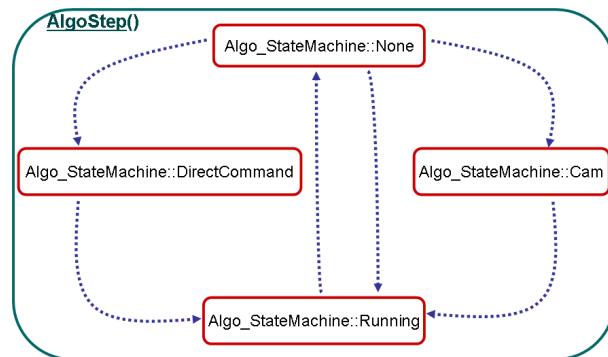 AlgoStep()
Algo_StateMachine::None
Algo_StateMachine::DirectCommand
Algo_StateMachine::Cam
Algo_StateMachine::Running